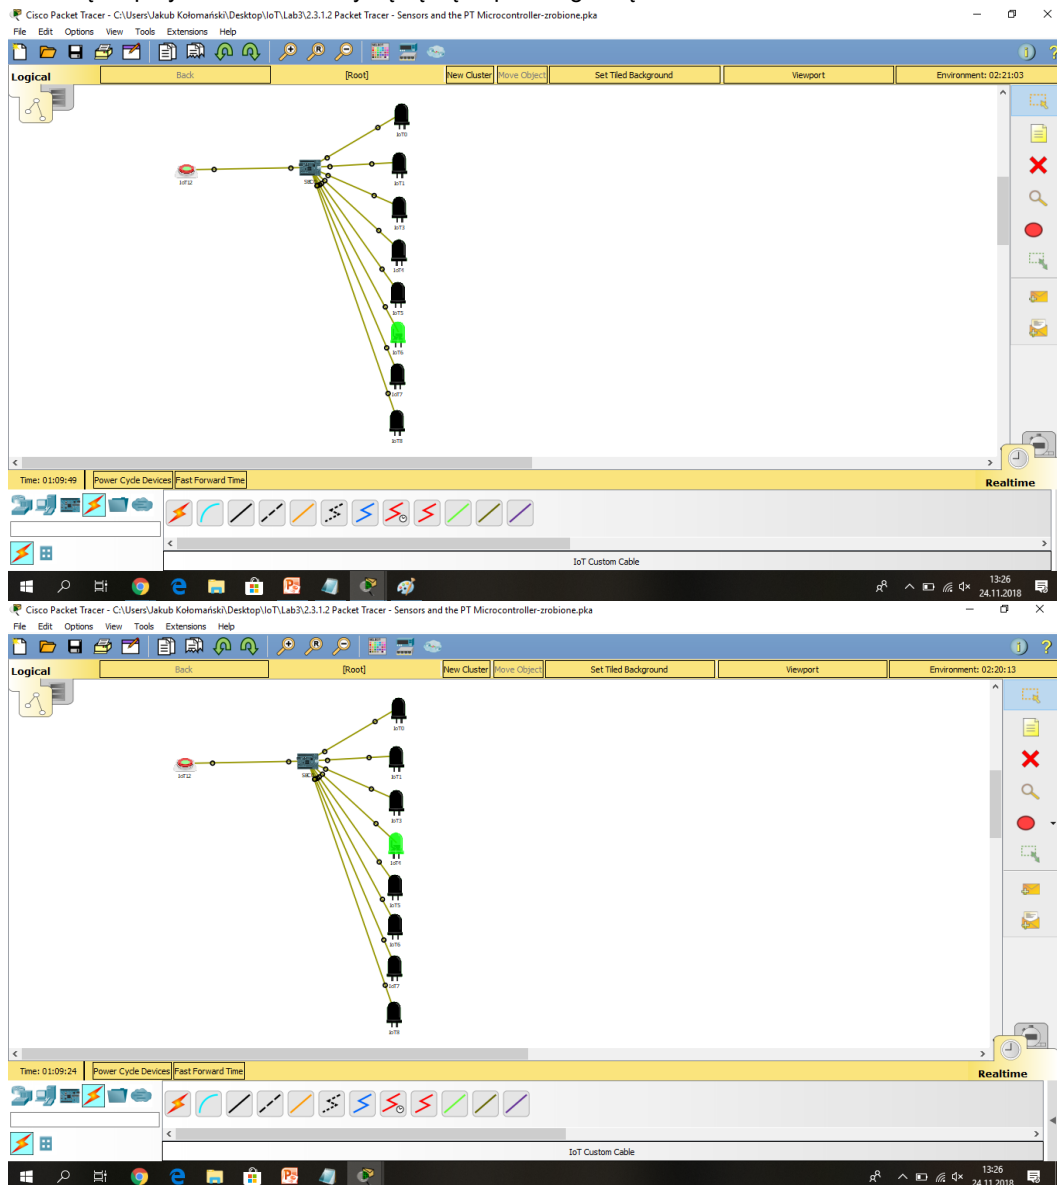 Cisco Packet Tracer - C:\Users\Jakub Kołomański\Desktop\IoT\Lab3\2.3.1.2 Packet Tracer - Sensors and the PT Microcontroller-zrobione.pka
File Edit Options View Tools Extensions Help
Logical Back [Root] New Cluster Move Object Set Tiled Background Viewport Environment: 02:21:03
IoT0
IoT12
IoT1
IoT3
IoT4
IoT5
IoT6
IoT7
IoT8
Time: 01:09:49 Power Cycle Devices Fast Forward Time Realtime
IoT Custom Cable
13:26
24.11.2018
Cisco Packet Tracer - C:\Users\Jakub Kołomański\Desktop\IoT\Lab3\2.3.1.2 Packet Tracer - Sensors and the PT Microcontroller-zrobione.pka
File Edit Options View Tools Extensions Help
Logical Back [Root] New Cluster Move Object Set Tiled Background Viewport Environment: 02:20:13
IoT0
IoT12
IoT1
IoT3
IoT4
IoT5
IoT6
IoT7
IoT8
Time: 01:09:24 Power Cycle Devices Fast Forward Time Realtime
IoT Custom Cable
13:26
24.11.2018